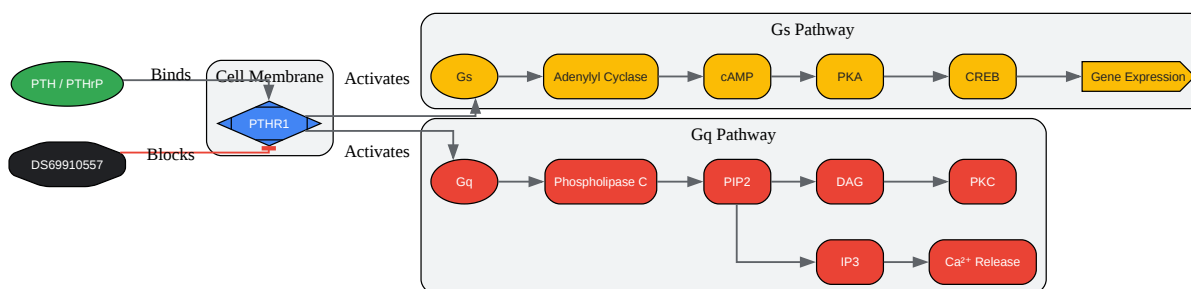 Gs Pathway
PTH / PTHrP
Binds
Cell Membrane
Activates
Gs
Adenylyl Cyclase
cAMP
PKA
CREB
Gene Expression
PTHR1
DS69910557
Blocks
Activates
Gq Pathway
Gq
Phospholipase C
PIP2
DAG
PKC
IP3
Ca²⁺ Release